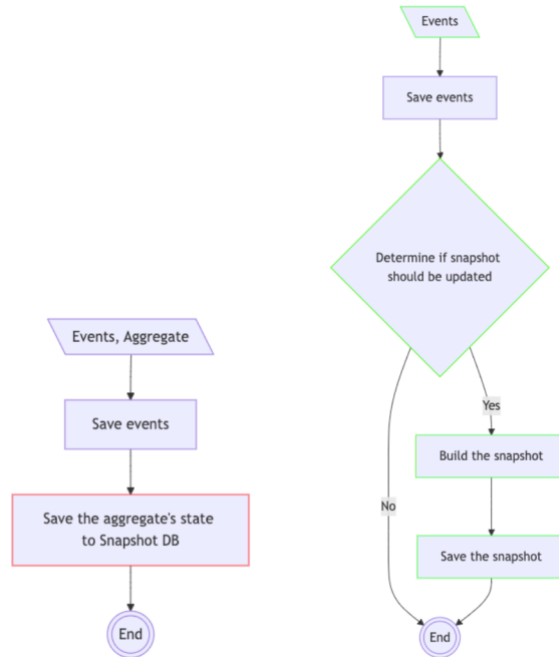 Events, Aggregate
Save events
Save the aggregate's state
to Snapshot DB
End
Events
Save events
Determine if snapshot
should be updated
Yes
No
Build the snapshot
Save the snapshot
End